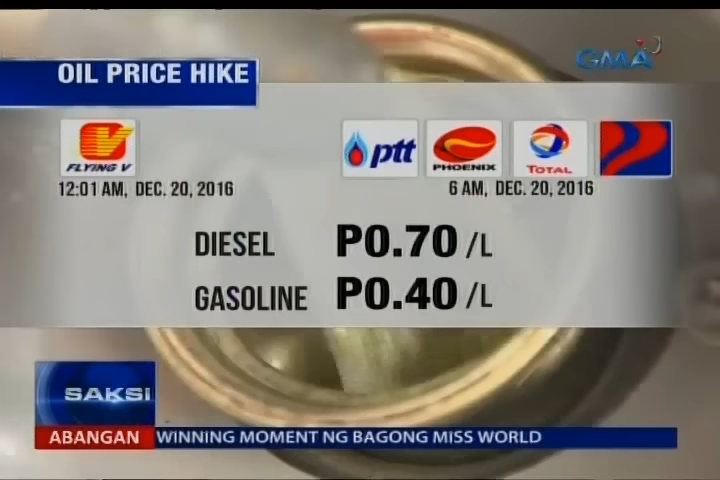 GMA
OIL PRICE HIKE
FLYING V
ptt
PHOENIX
TOTAL
12:01 AM, DEC. 20, 2016
6 AM, DEC. 20, 2016
DIESEL P0.70 /L
GASOLINE P0.40 /L
SAKSI
ABANGAN WINNING MOMENT NG BAGONG MISS WORLD